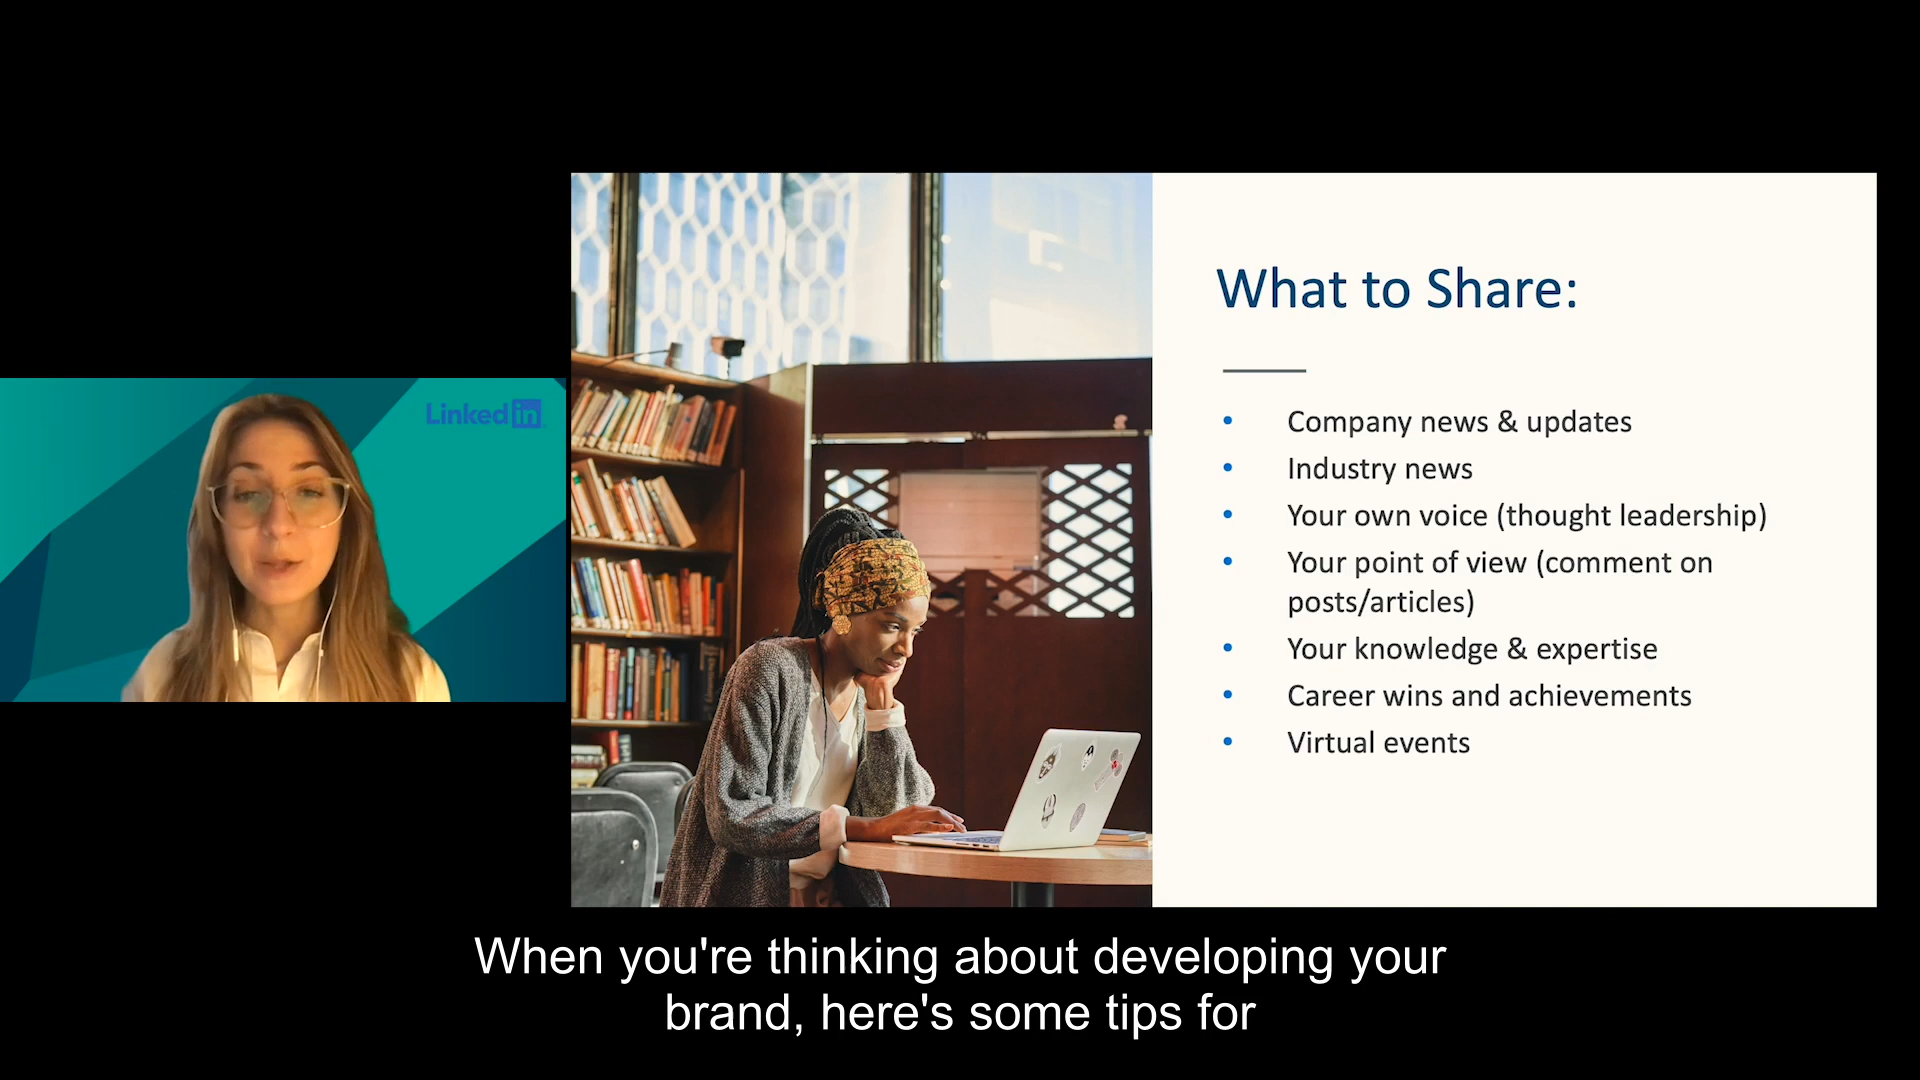 Linked in
What to Share:
• Company news & updates
• Industry news
• Your own voice (thought leadership)
• Your point of view (comment on
posts/articles)
• Your knowledge & expertise
• Career wins and achievements
• Virtual events
When you're thinking about developing your
brand, here's some tips for